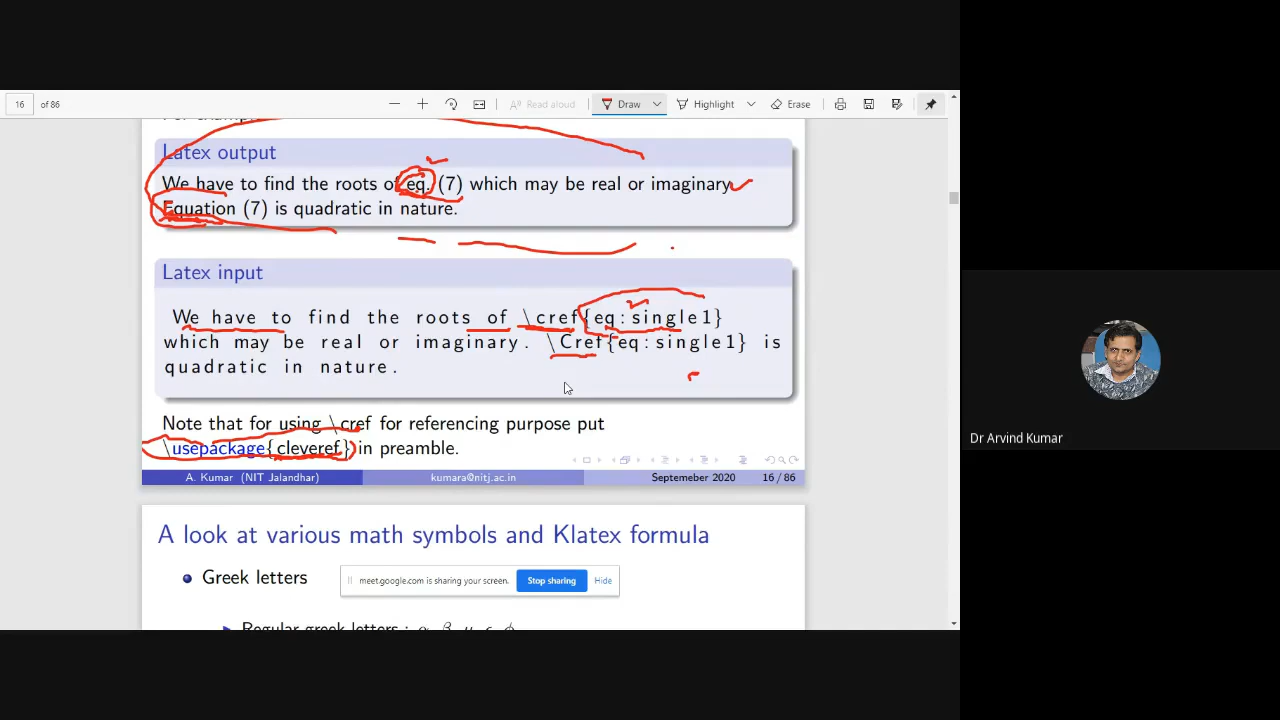 16 of 86
Read aloud Draw Highlight Erase
For exam
Latex output
We have to find the roots of eq. (7) which may be real or imaginary
Equation (7) is quadratic in nature.
Latex input
We have to find the roots of \cref{eq:single1}
which may be real or imaginary. \Cref{eq:single1} is
quadratic in nature.
Note that for using \cref for referencing purpose put
\usepackage{cleveref} in preamble.
A. Kumar (NIT Jalandhar) kumara@nitj.ac.in Septemeber 2020 16 / 86
A look at various math symbols and Klatex formula
Greek letters
meet.google.com is sharing your screen. Stop sharing Hide
Regular greek letters :
Dr Arvind Kumar